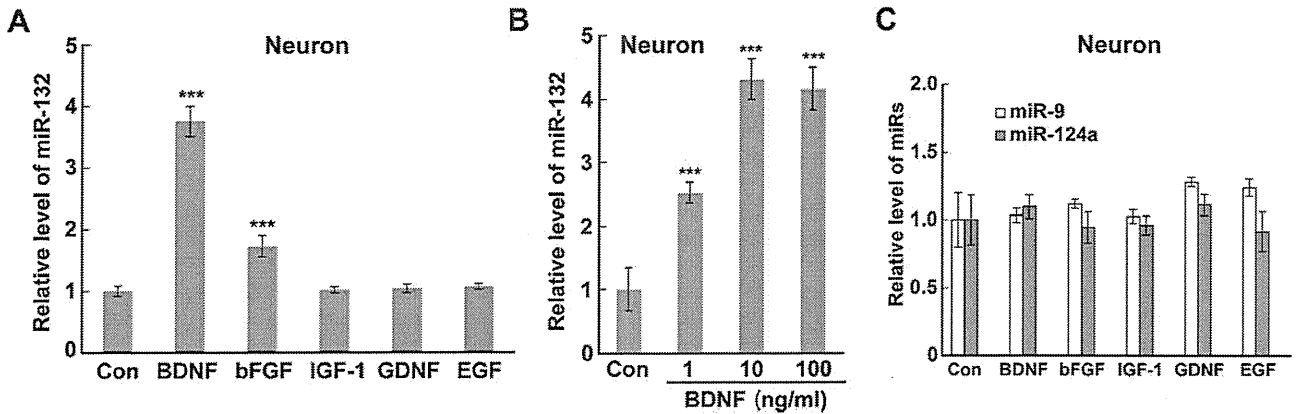 A
Neuron
Relative level of miR-132
5
4
3
2
1
0
***
***
Con BDNF bFGF IGF-1 GDNF EGF
B
Neuron
Relative level of miR-132
5
4
3
2
1
0
***
***
***
Con 1 10 100
BDNF (ng/ml)
C
Neuron
Relative level of miRs
2.0
1.5
1.0
0.5
0
miR-9
miR-124a
Con BDNF bFGF IGF-1 GDNF EGF